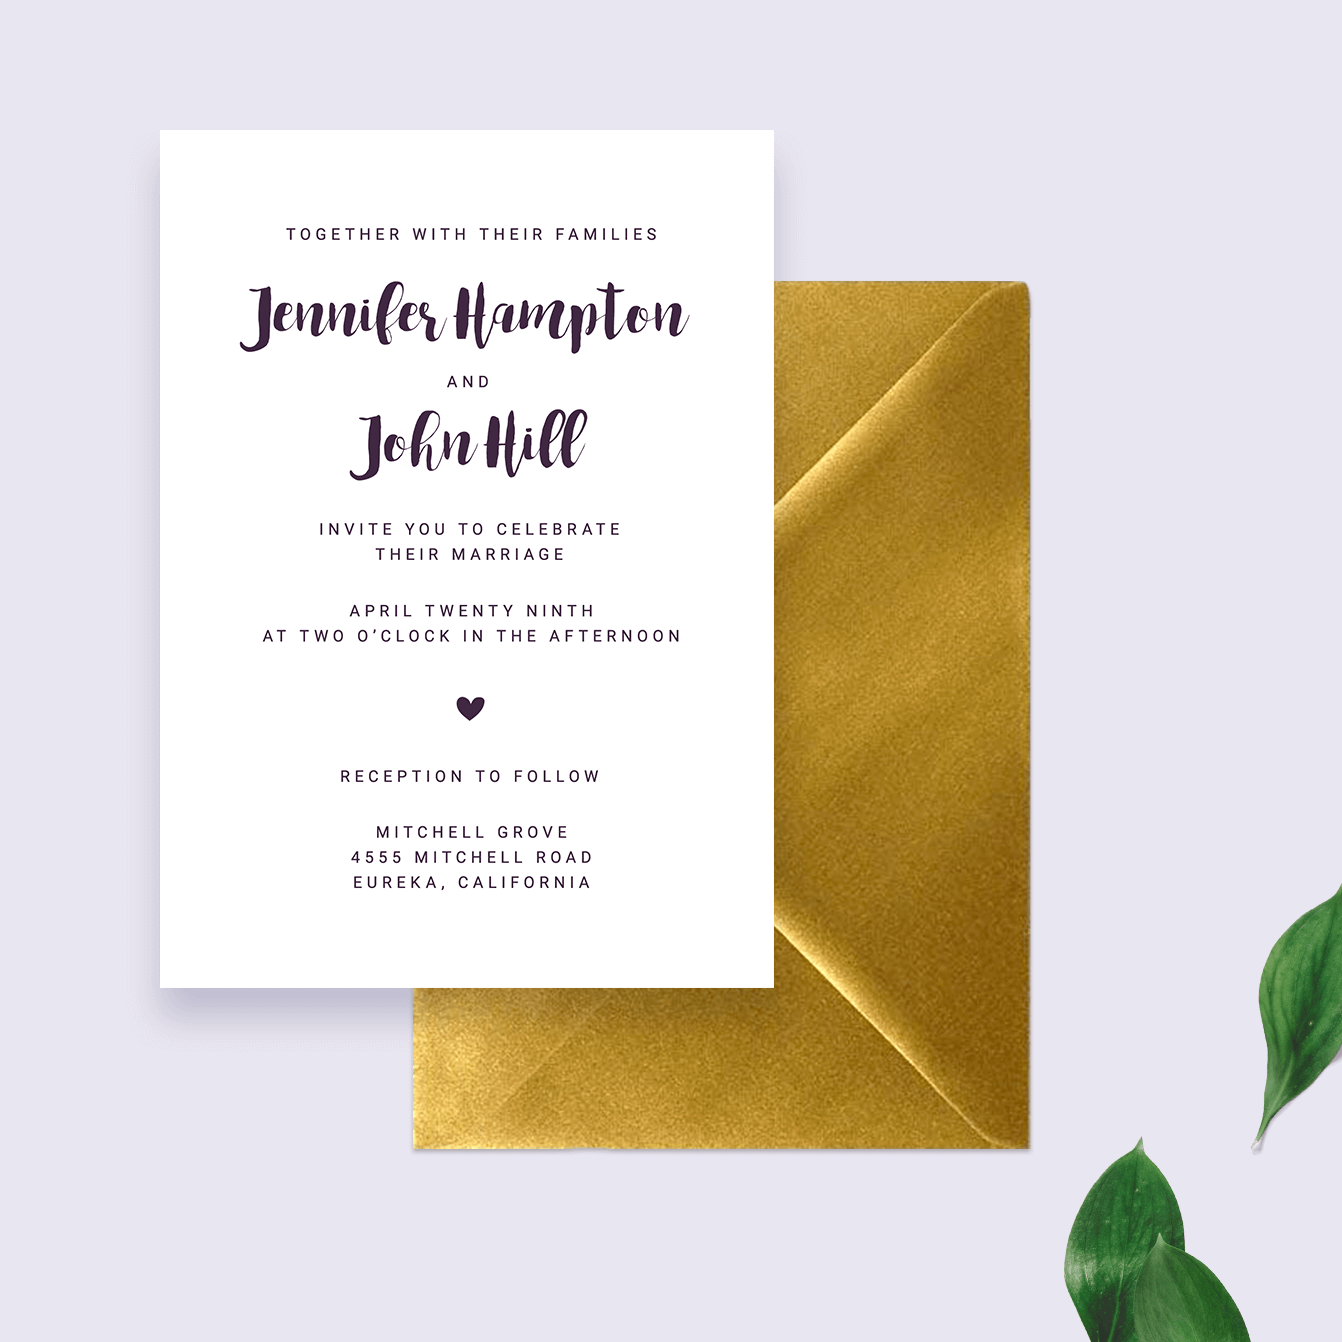 TOGETHER WITH THEIR FAMILIES
Jennifer Hampton
AND
John Hill
INVITE YOU TO CELEBRATE
THEIR MARRIAGE
APRIL TWENTY NINTH
AT TWO O’CLOCK IN THE AFTERNOON
RECEPTION TO FOLLOW
MITCHELL GROVE
4555 MITCHELL ROAD
EUREKA, CALIFORNIA